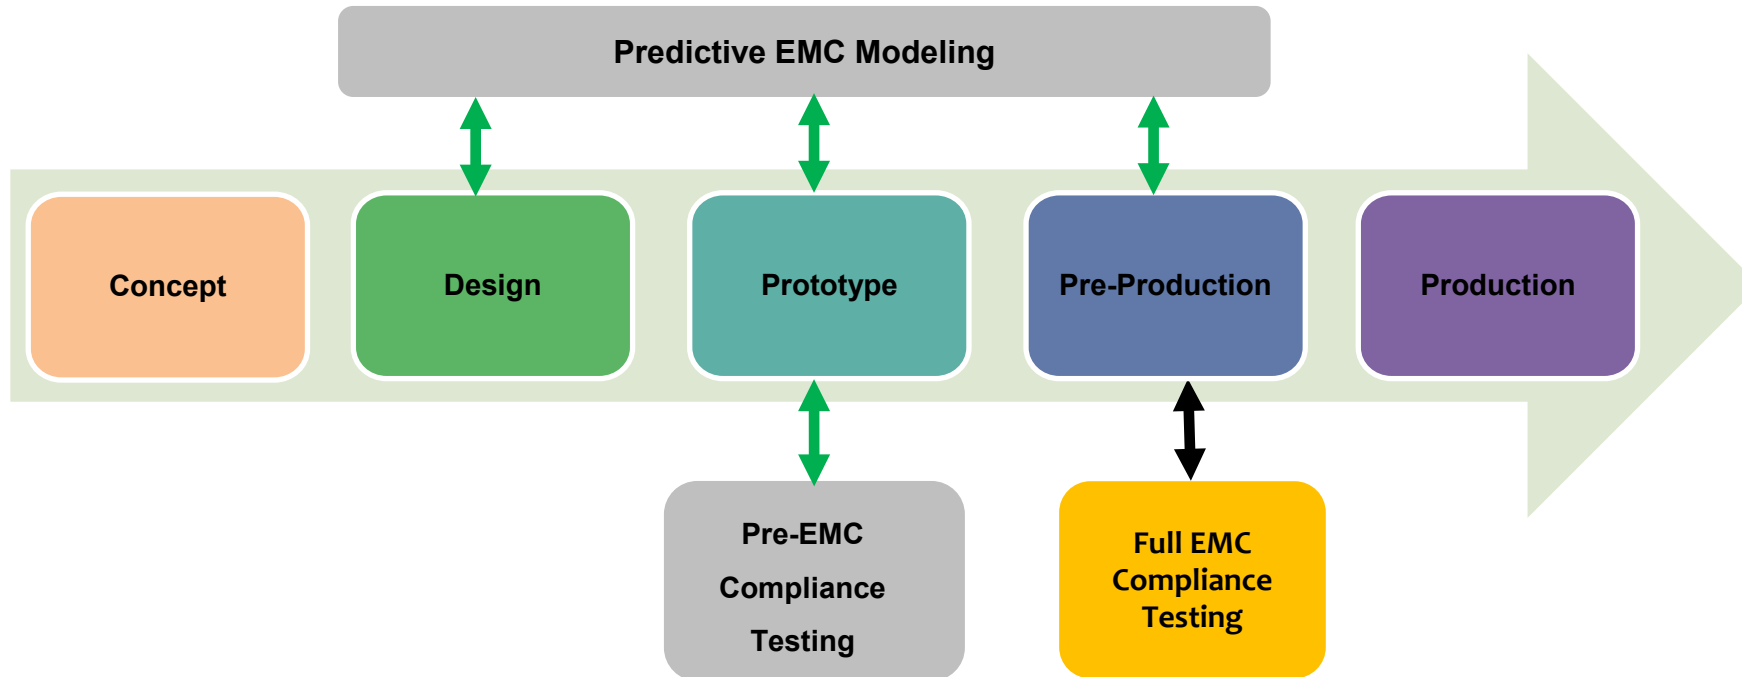 Predictive EMC Modeling
Concept
Design
Prototype
Pre-Production
Production
Pre-EMC
Compliance
Testing
Full EMC
Compliance
Testing